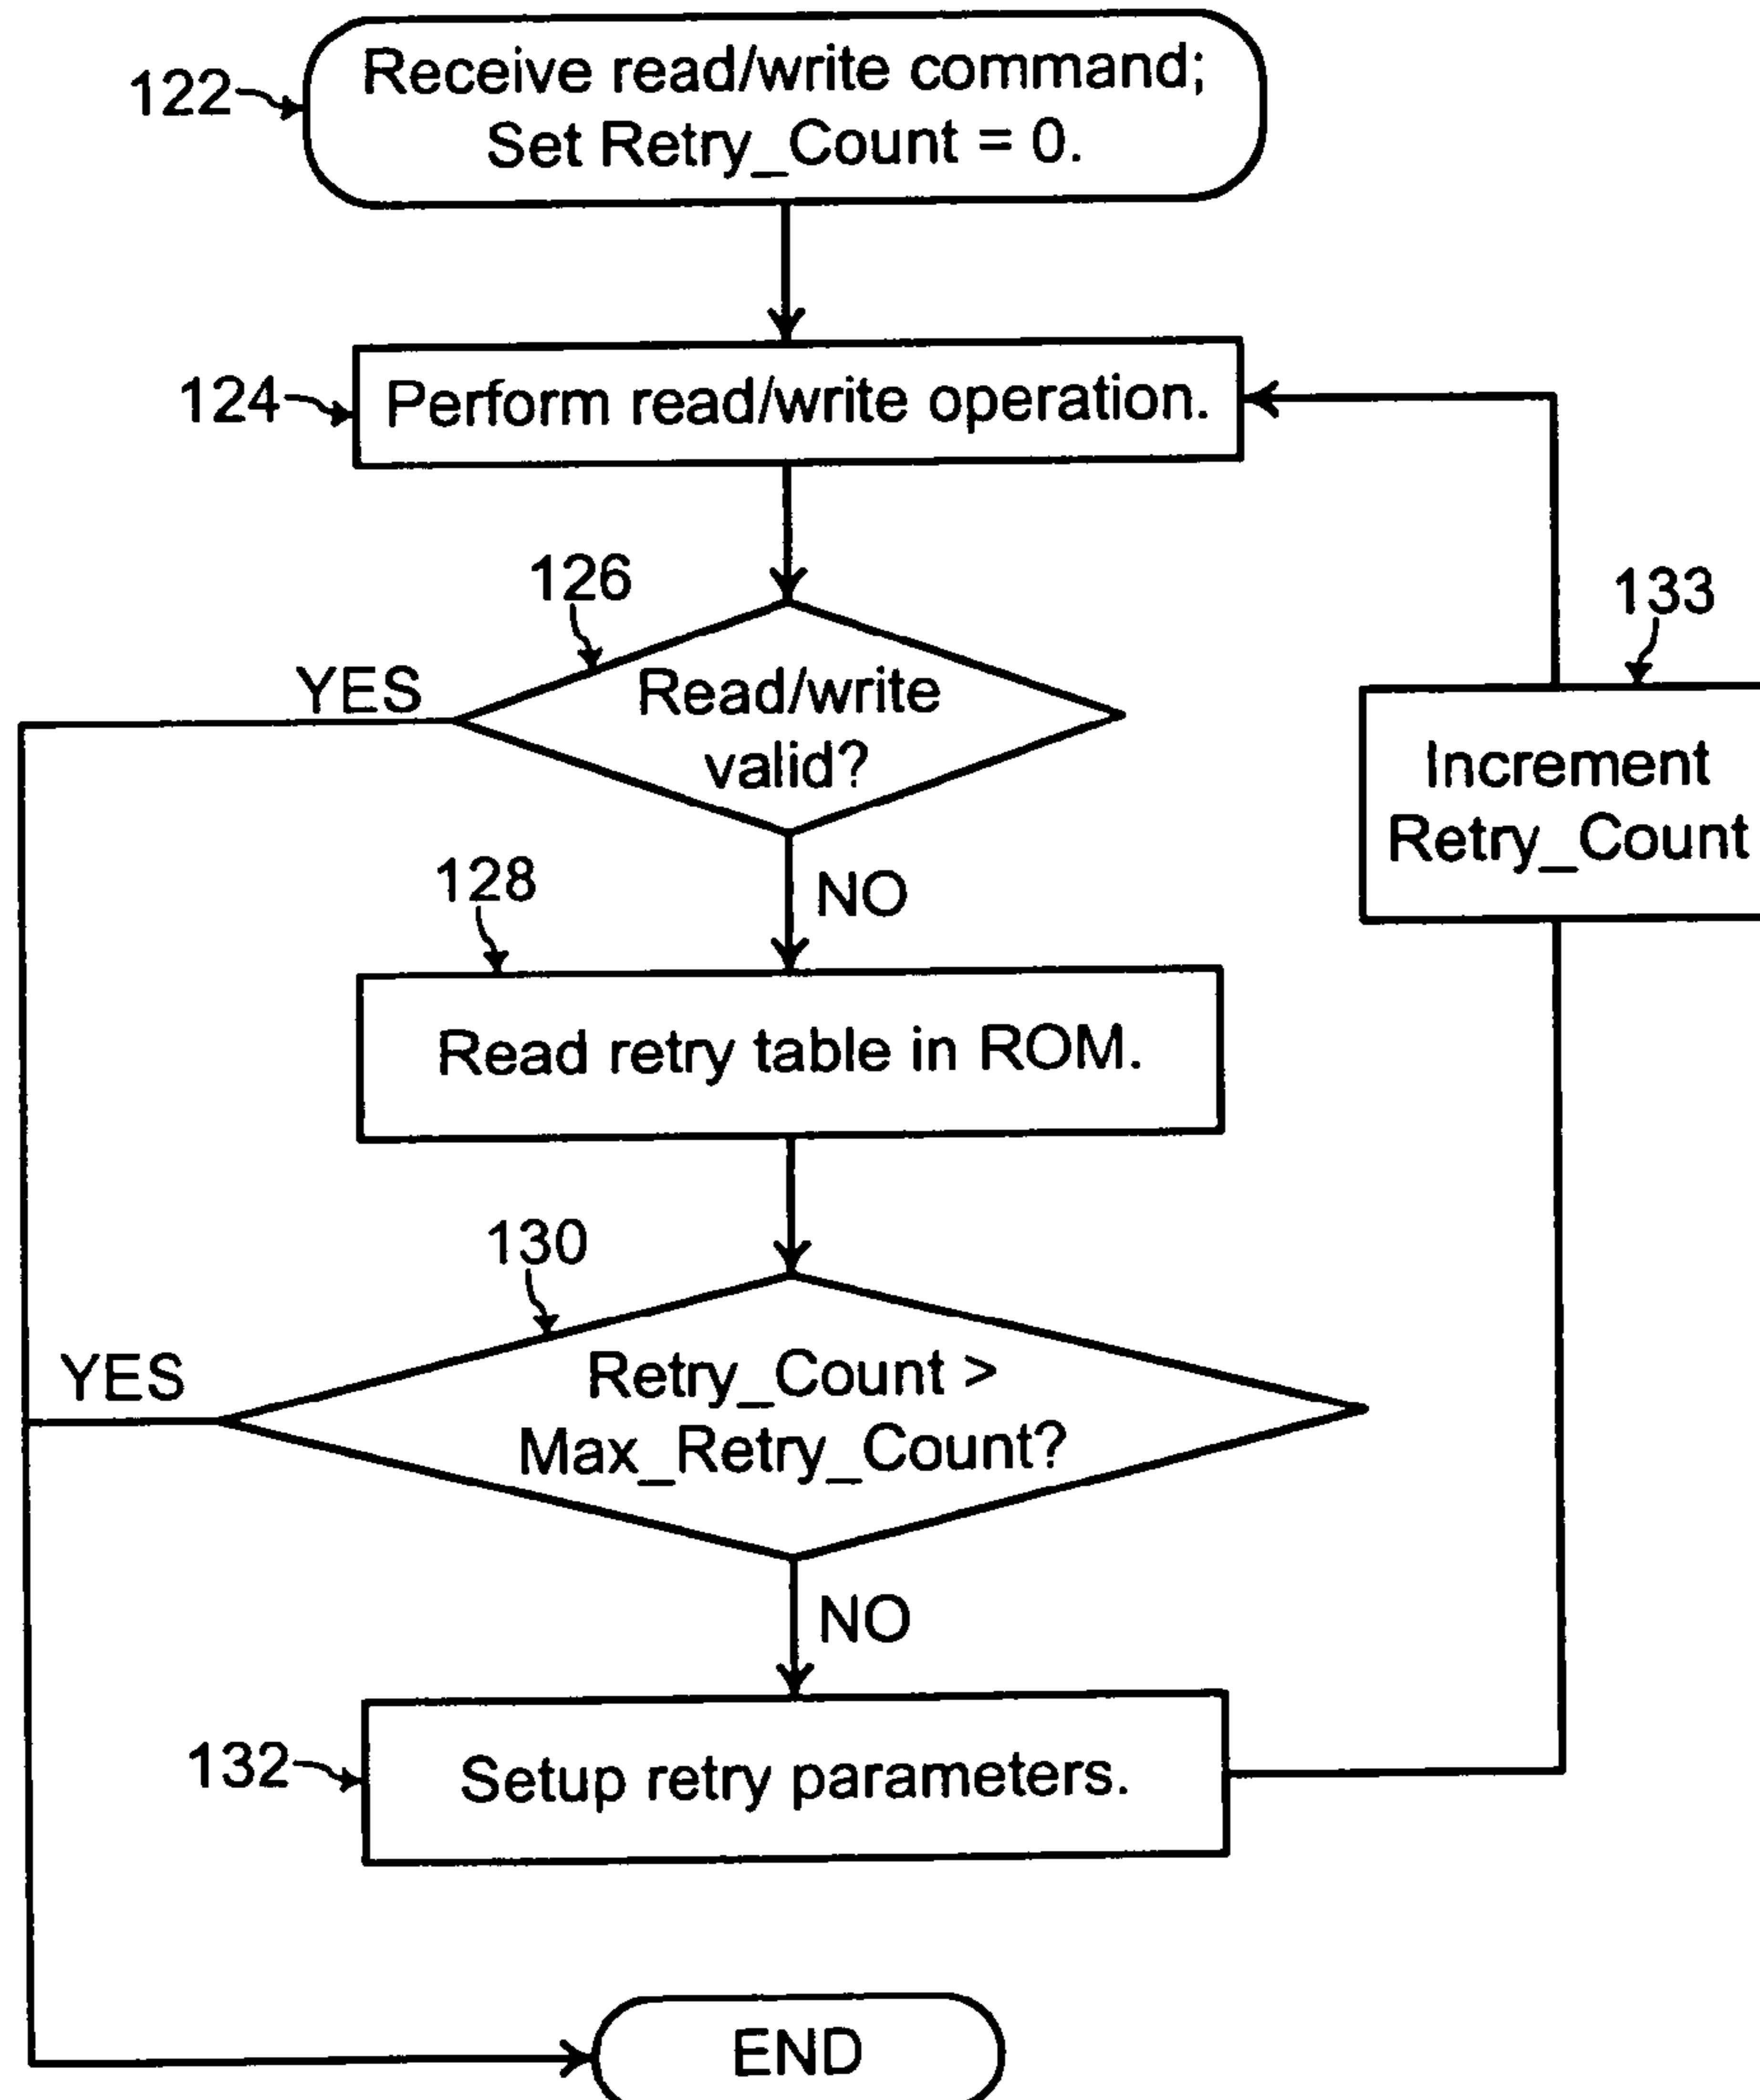 122
Receive read/write command;
Set Retry_Count = 0.
124
Perform read/write operation.
126
YES
Read/write
valid?
133
Increment
Retry_Count
128
NO
Read retry table in ROM.
130
YES
Retry_Count >
Max_Retry_Count?
NO
132
Setup retry parameters.
END